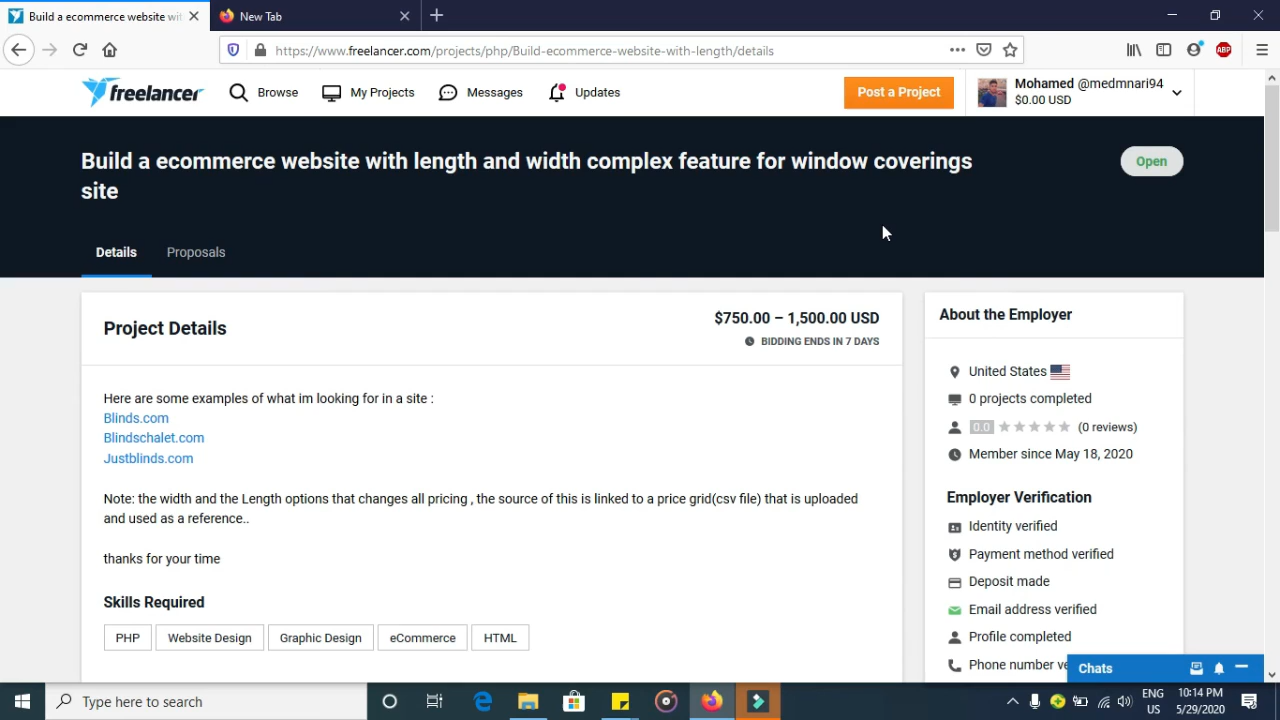 Build a ecommerce website wit
New Tab
https://www.freelancer.com/projects/php/Build-ecommerce-website-with-length/details
ABP
freelancer
Browse
My Projects
Messages
Updates
Post a Project
Mohamed @medmnari94
$0.00 USD
Build a ecommerce website with length and width complex feature for window coverings
site
Open
Details
Proposals
Project Details
$750.00 – 1,500.00 USD
BIDDING ENDS IN 7 DAYS
Here are some examples of what im looking for in a site :
Blinds.com
Blindschalet.com
Justblinds.com
Note: the width and the Length options that changes all pricing , the source of this is linked to a price grid(csv file) that is uploaded
and used as a reference..
thanks for your time
Skills Required
PHP
Website Design
Graphic Design
eCommerce
HTML
About the Employer
United States
0 projects completed
0.0
(0 reviews)
Member since May 18, 2020
Employer Verification
Identity verified
Payment method verified
Deposit made
Email address verified
Profile completed
Phone number ve
Chats
Type here to search
ENG
US
10:14 PM
5/29/2020